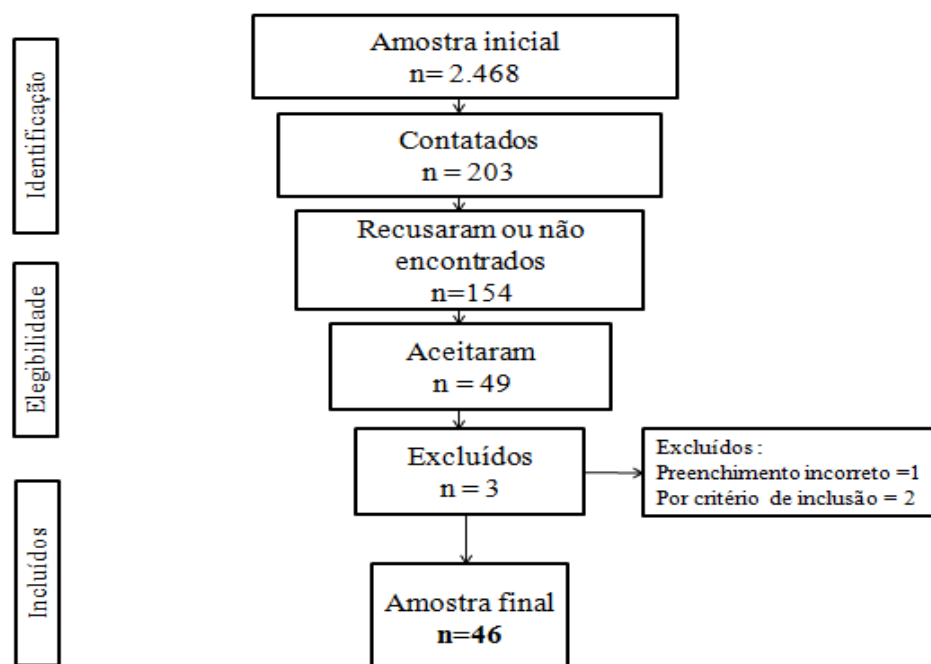 Identificação
Amostra inicial
n= 2.468
Contatados
n = 203
Recusaram ou não
encontrados
n=154
Elegibilidade
Aceitaram
n = 49
Excluídos
n = 3
Excluídos :
Preenchimento incorreto =1
Por critério de inclusão = 2
Incluídos
Amostra final
n=46